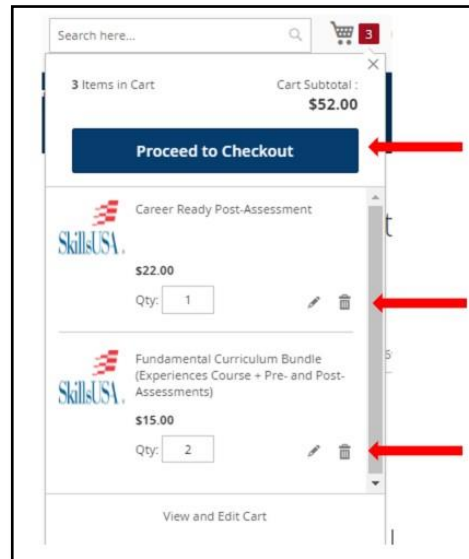 Search here...
3
3 Items in Cart
Cart Subtotal :
$52.00
Proceed to Checkout
Career Ready Post-Assessment
SkillsUSA.
$22.00
Qty: 1
Fundamental Curriculum Bundle
(Experiences Course + Pre- and Post-
Assessments)
SkillsUSA.
$15.00
Qty: 2
View and Edit Cart